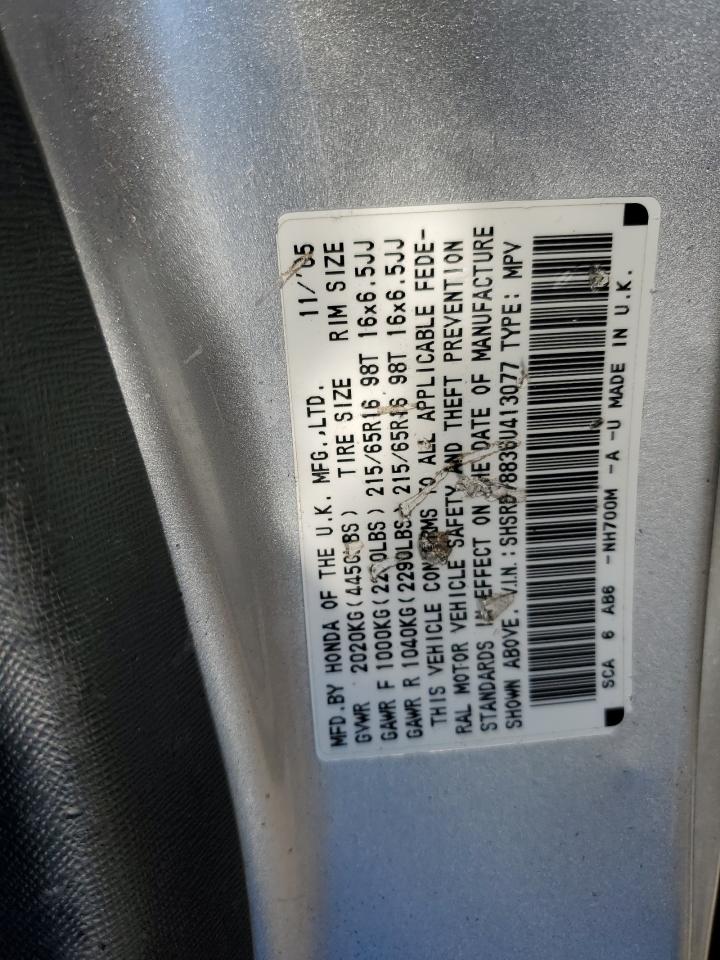 MFD.BY HONDA OF THE U.K. MFG.,LTD. 11/'05
GVWR 2020KG(4450LBS) TIRE SIZE RIM SIZE
GAWR F 1000KG( LBS) 215/65R16 98T 16x6.5JJ
GAWR R 1040KG(2290LBS) 215/65R16 98T 16x6.5JJ
THIS VEHICLE CONFORMS TO ALL APPLICABLE FEDE-
RAL MOTOR VEHICLE SAFETY AND THEFT PREVENTION
STANDARDS IN EFFECT ON THE DATE OF MANUFACTURE
SHOWN ABOVE. V.I.N.: SHSRD78836U413077 TYPE: MPV
SCA 6 AB6 -NH700M -A -U MADE IN U.K.